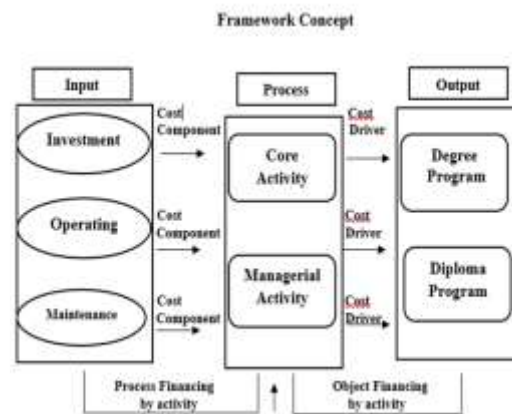 Framework Concept
Input
Process
Output
Cost
Component
Cost
Driver
Investment
Core
Activity
Degree
Program
Cost
Component
Cost
Driver
Operating
Managerial
Activity
Diploma
Program
Cost
Component
Cost
Driver
Maintenance
Process Financing
by activity
Object Financing
by activity